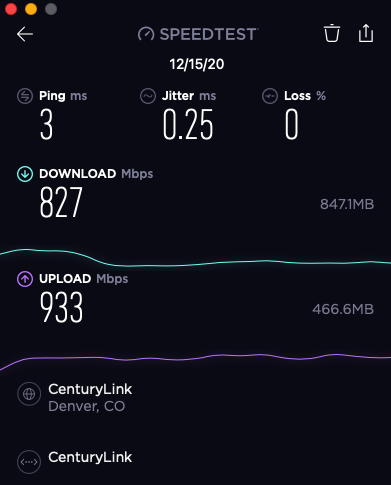 SPEEDTEST
12/15/20
Ping ms Jitter ms Loss %
3 0.25 0
DOWNLOAD Mbps
827 847.1MB
UPLOAD Mbps
933 466.6MB
CenturyLink
Denver, CO
CenturyLink